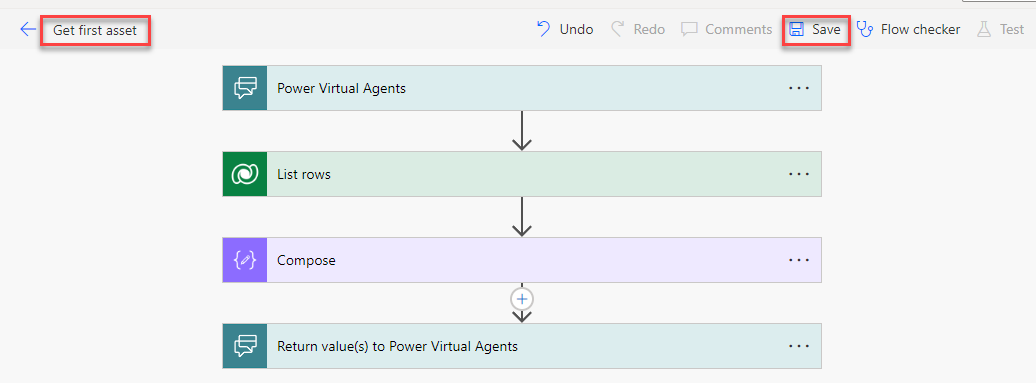 Get first asset Undo Redo Comments Save Flow checker Test
Power Virtual Agents
List rows
Compose
Return value(s) to Power Virtual Agents